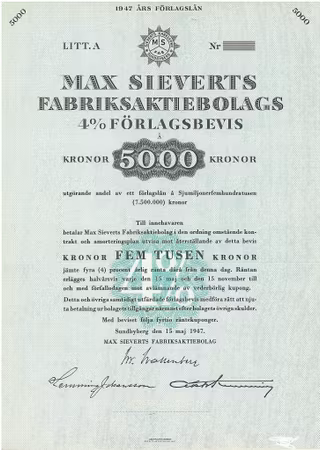 1947 ÅRS FÖRLAGSLÅN
5000
5000
LITT. A
Nr
MS
MAX SIEVERTS
FABRIKSAKTIEBOLAGS
4% FÖRLAGSBEVIS
Å
KRONOR 5000 KRONOR
utgörande andel av ett förlagslån å Sjumiljonerfemhundratusen
(7.500.000) kronor
Till innehavaren
betalar Max Sieverts Fabriksaktiebolag i den ordning omstående kon-
trakt och amorteringsplan utvisa mot återställande av detta bevis
KRONOR FEM TUSEN KRONOR
jämte fyra (4) procent årlig ränta därå från denna dag. Räntan
erlägges halvårsvis varje den 15 maj och den 15 november till
och med förfallodagen mot avlämnande av vederbörlig kupong.
Detta och övriga samtidigt utfärdade förlagsbevis medföra rätt att nju-
ta betalning ur bolagets tillgångar närmast efter bolagets övriga skulder.
Med beviset följa fyrtio räntekuponger.
Sundbyberg den 15 maj 1947.
MAX SIEVERTS FABRIKSAKTIEBOLAG
4%